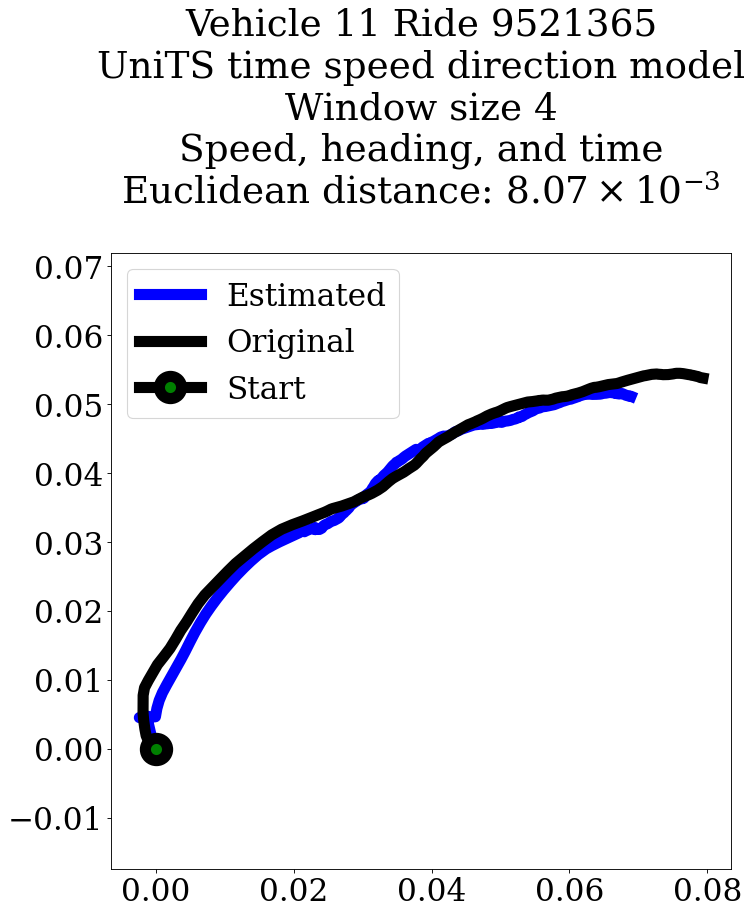 Vehicle 11 Ride 9521365
UniTS time speed direction model
Window size 4
Speed, heading, and time
Euclidean distance: 8.07 × 10⁻³
0.07
0.06
0.05
0.04
0.03
0.02
0.01
0.00
−0.01
Estimated
Original
Start
0.00 0.02 0.04 0.06 0.08